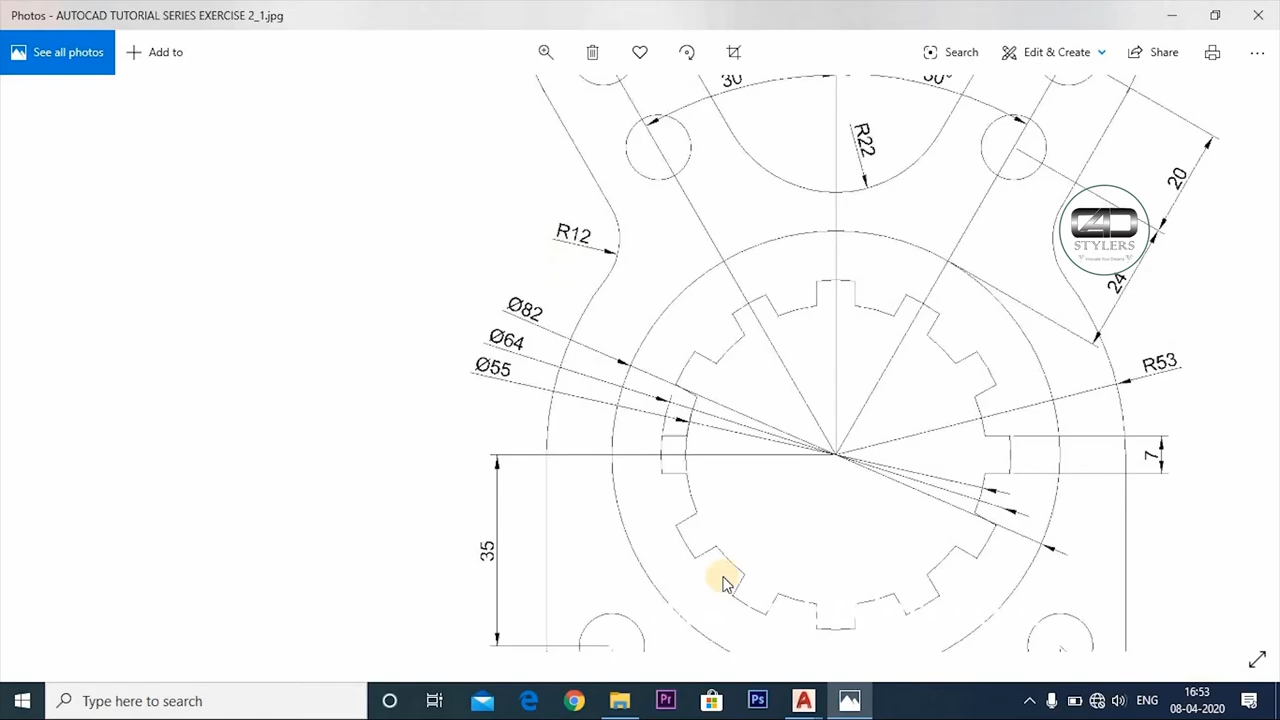 Photos - AUTOCAD TUTORIAL SERIES EXERCISE 2_1.jpg
See all photos
Add to
Search
Edit & Create
Share
30
30°
R22
20
R12
CAD
STYLERS
24
Ø82
Ø64
Ø55
R53
7
35
Type here to search
ENG
16:53
08-04-2020